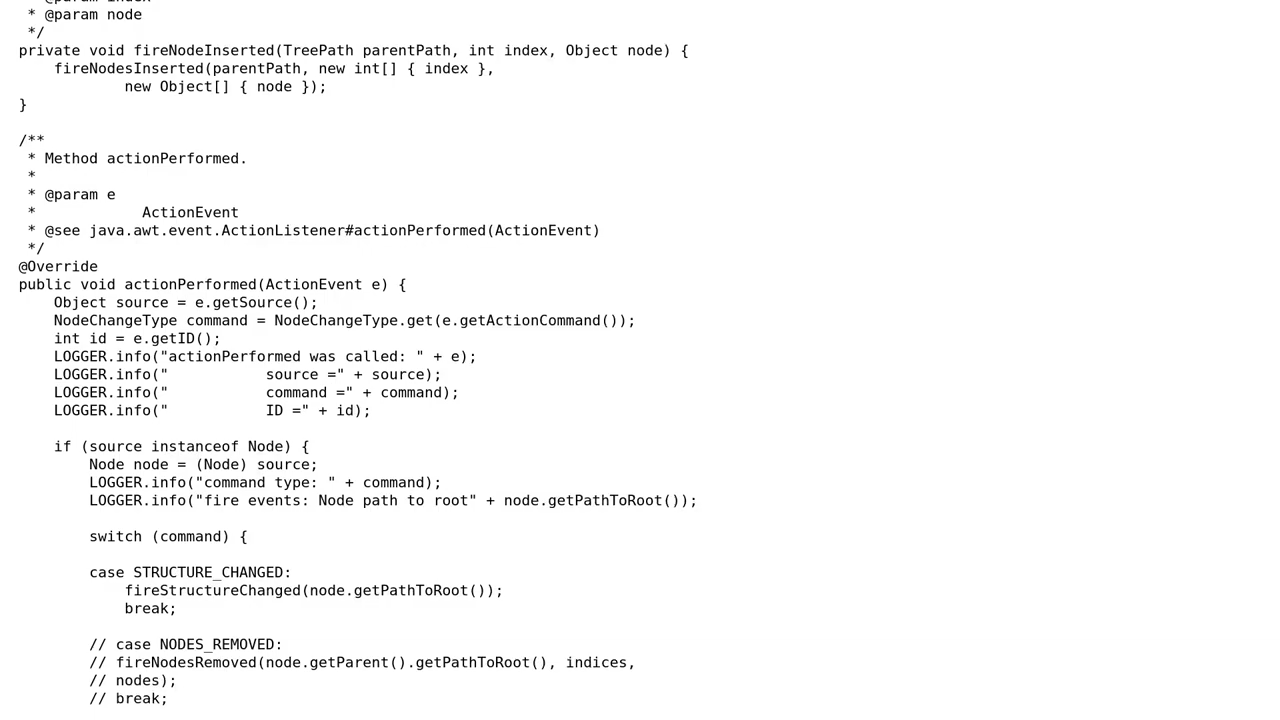 * @param index
 * @param node
 */
private void fireNodeInserted(TreePath parentPath, int index, Object node) {
    fireNodesInserted(parentPath, new int[] { index },
            new Object[] { node });
}

/**
 * Method actionPerformed.
 *
 * @param e
 *            ActionEvent
 * @see java.awt.event.ActionListener#actionPerformed(ActionEvent)
 */
@Override
public void actionPerformed(ActionEvent e) {
    Object source = e.getSource();
    NodeChangeType command = NodeChangeType.get(e.getActionCommand());
    int id = e.getID();
    LOGGER.info("actionPerformed was called: " + e);
    LOGGER.info("           source =" + source);
    LOGGER.info("           command =" + command);
    LOGGER.info("           ID =" + id);

    if (source instanceof Node) {
        Node node = (Node) source;
        LOGGER.info("command type: " + command);
        LOGGER.info("fire events: Node path to root" + node.getPathToRoot());

        switch (command) {

        case STRUCTURE_CHANGED:
            fireStructureChanged(node.getPathToRoot());
            break;

        // case NODES_REMOVED:
        // fireNodesRemoved(node.getParent().getPathToRoot(), indices,
        // nodes);
        // break;